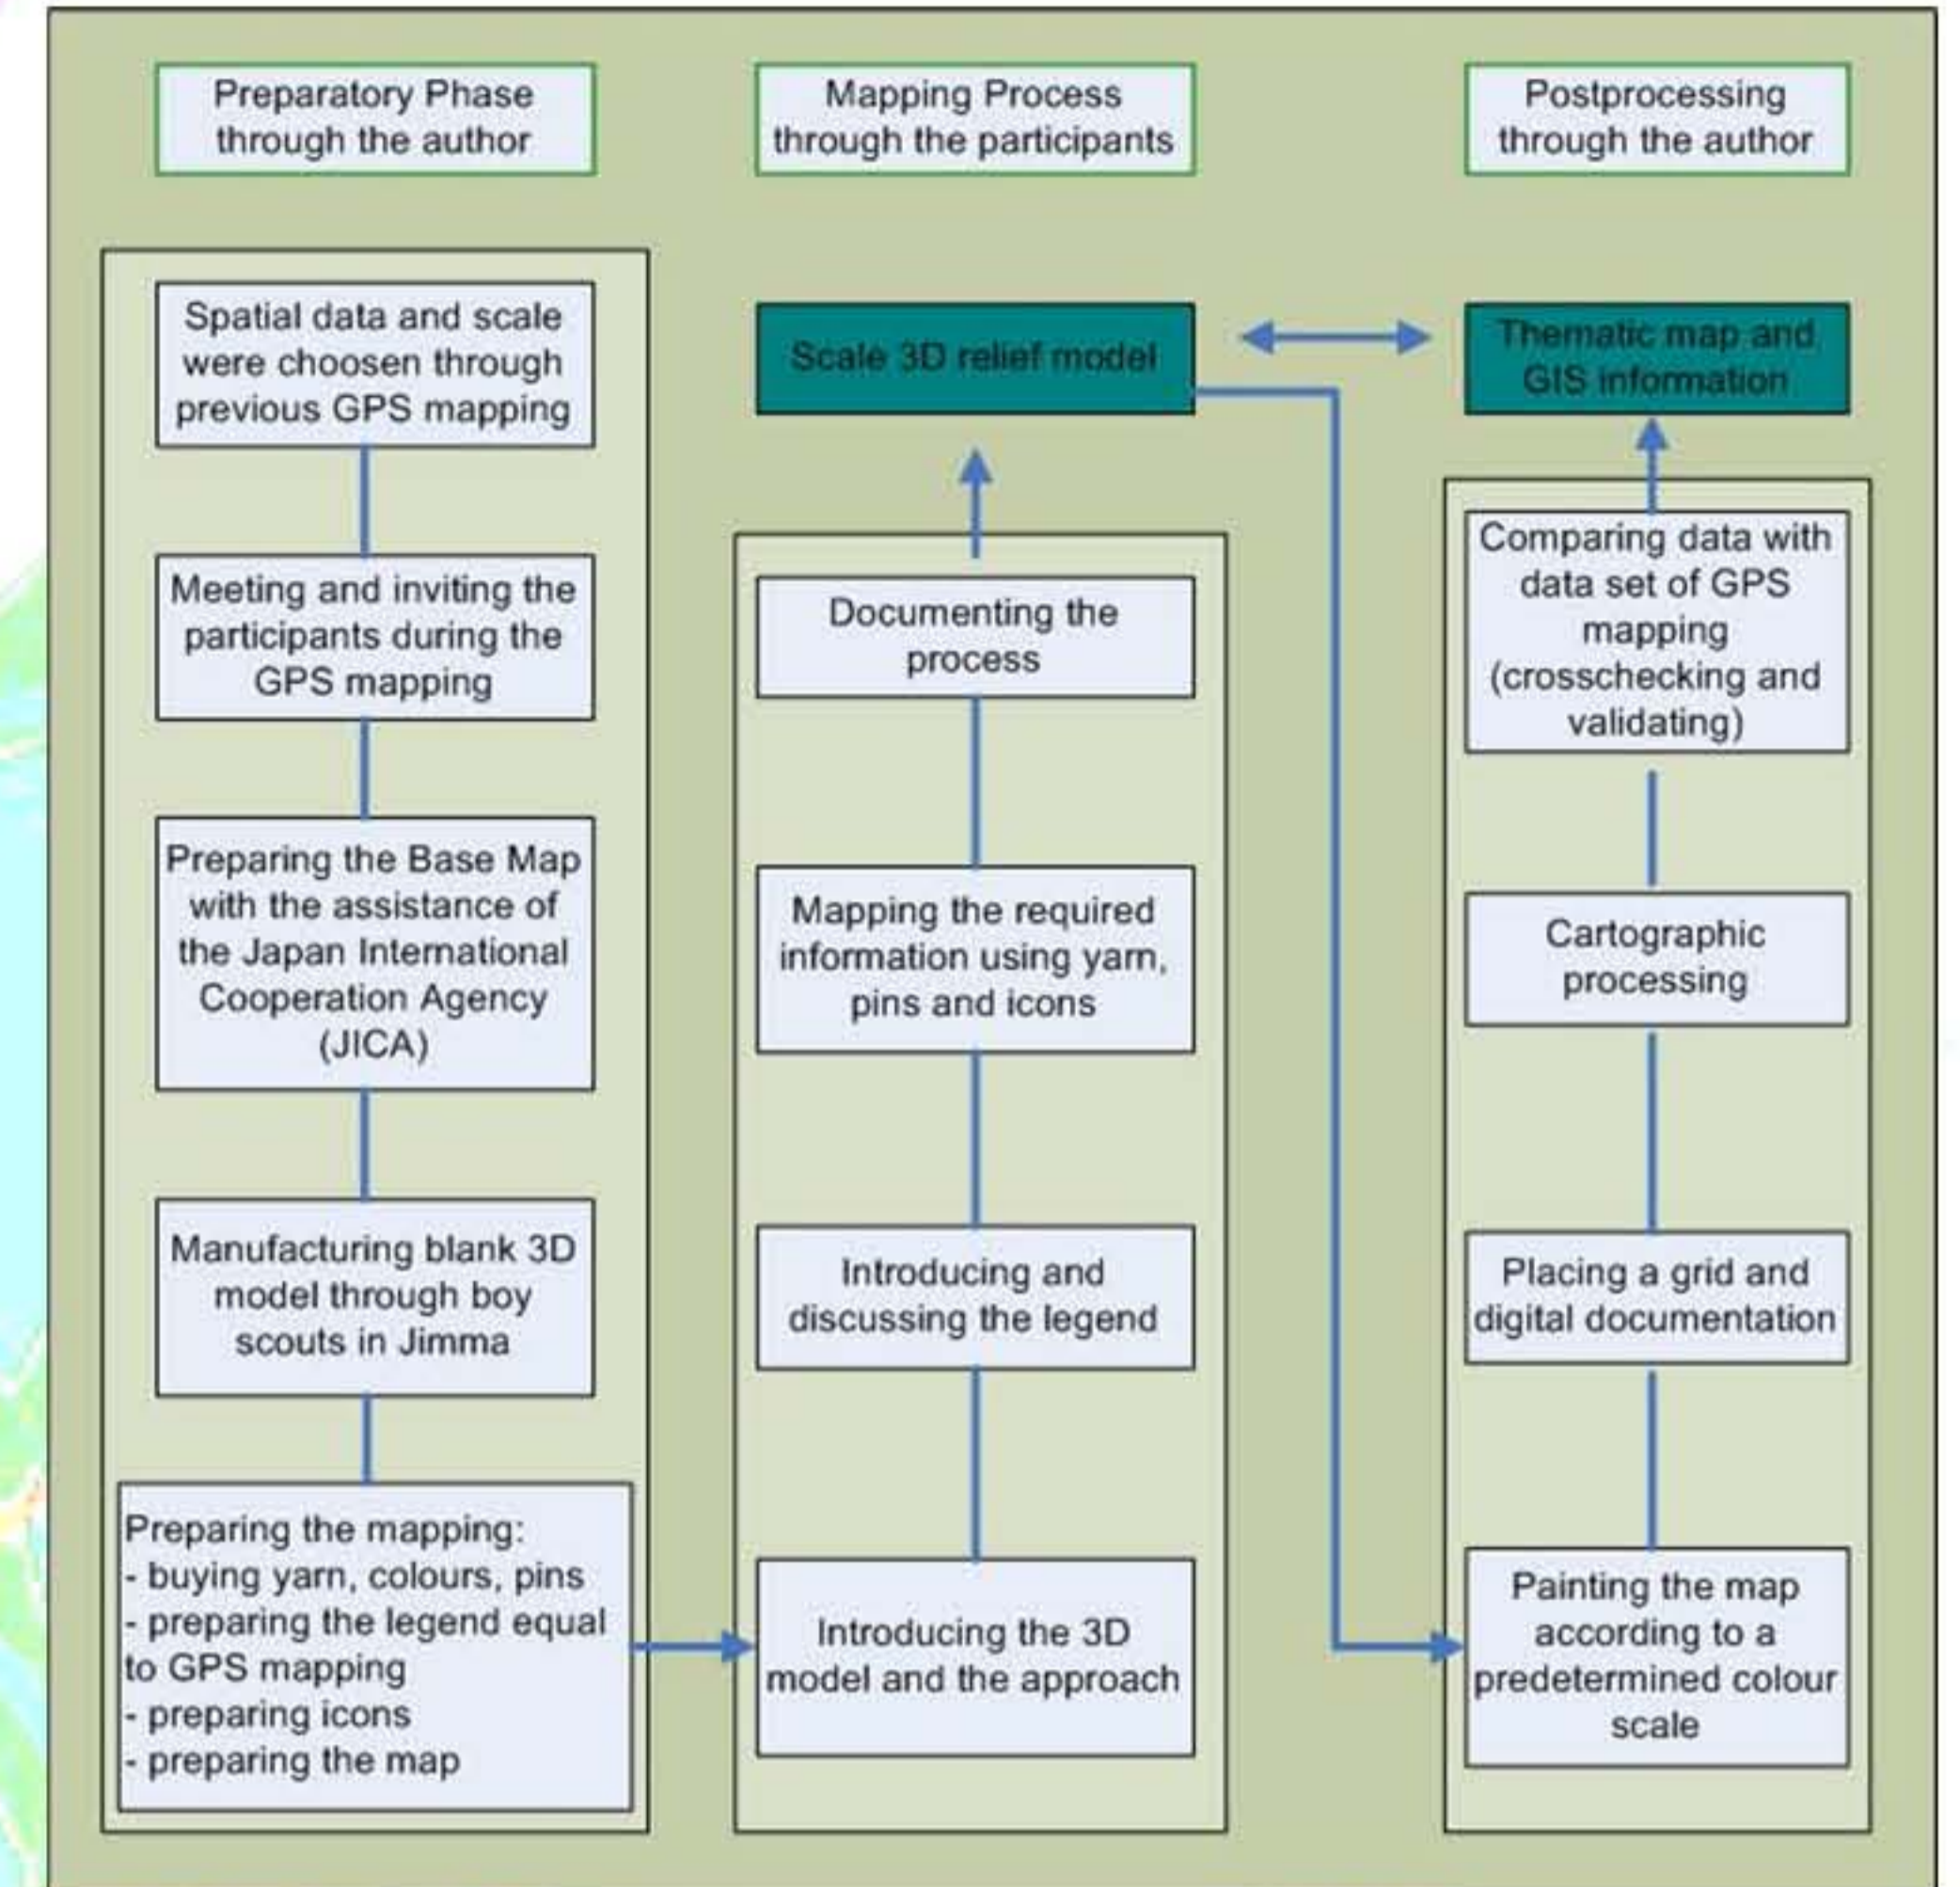 Preparatory Phase
through the author
Spatial data and scale
were choosen through
previous GPS mapping
Meeting and inviting the
participants during the
GPS mapping
Preparing the Base Map
with the assistance of
the Japan International
Cooperation Agency
(JICA)
Manufacturing blank 3D
model through boy
scouts in Jimma
Preparing the mapping:
- buying yarn, colours, pins
- preparing the legend equal
to GPS mapping
- preparing icons
- preparing the map
Mapping Process
through the participants
Scale 3D relief model
Documenting the
process
Mapping the required
information using yarn,
pins and icons
Introducing and
discussing the legend
Introducing the 3D
model and the approach
Postprocessing
through the author
Thematic map and
GIS information
Comparing data with
data set of GPS
mapping
(crosschecking and
validating)
Cartographic
processing
Placing a grid and
digital documentation
Painting the map
according to a
predetermined colour
scale